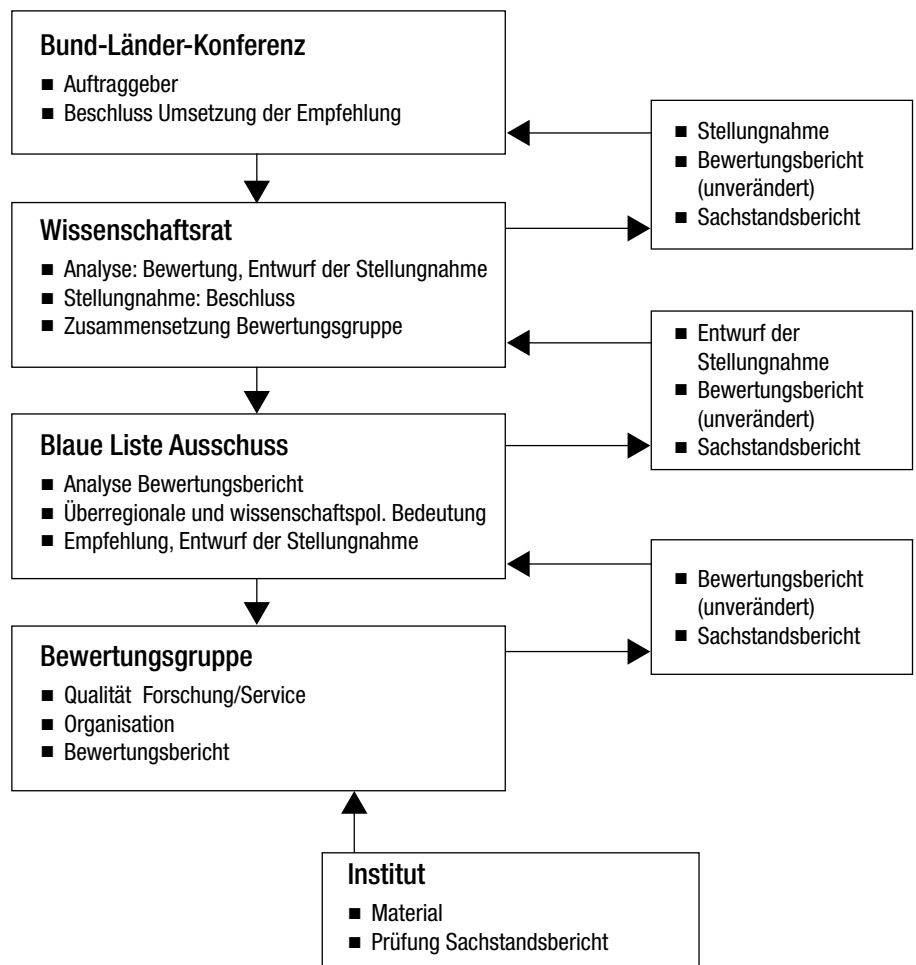 Bund-Länder-Konferenz
■ Auftraggeber
■ Beschluss Umsetzung der Empfehlung
■ Stellungnahme
■ Bewertungsbericht
(unverändert)
■ Sachstandsbericht
Wissenschaftsrat
■ Analyse: Bewertung, Entwurf der Stellungnahme
■ Stellungnahme: Beschluss
■ Zusammensetzung Bewertungsgruppe
■ Entwurf der
Stellungnahme
■ Bewertungsbericht
(unverändert)
■ Sachstandsbericht
Blaue Liste Ausschuss
■ Analyse Bewertungsbericht
■ Überregionale und wissenschaftspol. Bedeutung
■ Empfehlung, Entwurf der Stellungnahme
■ Bewertungsbericht
(unverändert)
■ Sachstandsbericht
Bewertungsgruppe
■ Qualität Forschung/Service
■ Organisation
■ Bewertungsbericht
Institut
■ Material
■ Prüfung Sachstandsbericht